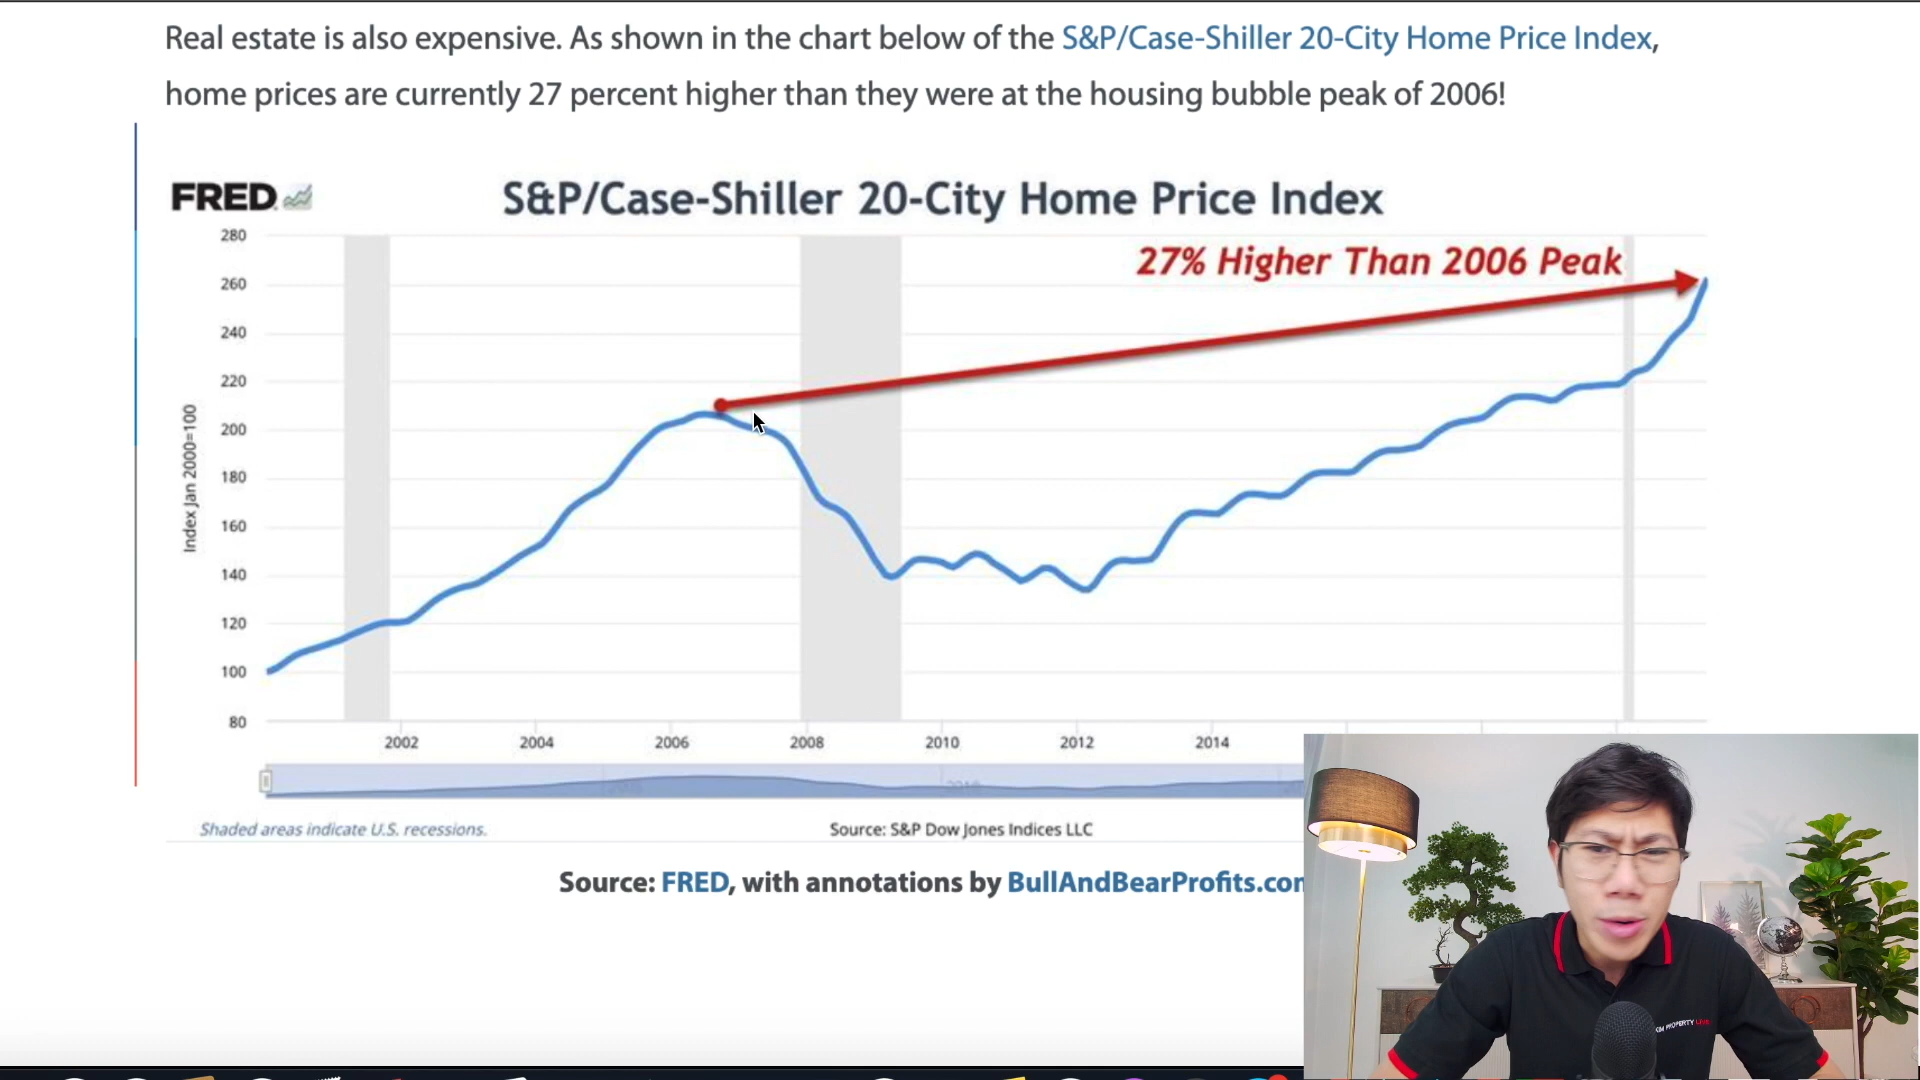 Real estate is also expensive. As shown in the chart below of the S&P/Case-Shiller 20-City Home Price Index,
home prices are currently 27 percent higher than they were at the housing bubble peak of 2006!
FRED
S&P/Case-Shiller 20-City Home Price Index
27% Higher Than 2006 Peak
280
260
240
220
200
180
160
140
120
100
80
Index Jan 2000=100
2002 2004 2006 2008 2010 2012 2014
Shaded areas indicate U.S. recessions.
Source: S&P Dow Jones Indices LLC
Source: FRED, with annotations by BullAndBearProfits.com
PROPERTY LIVE